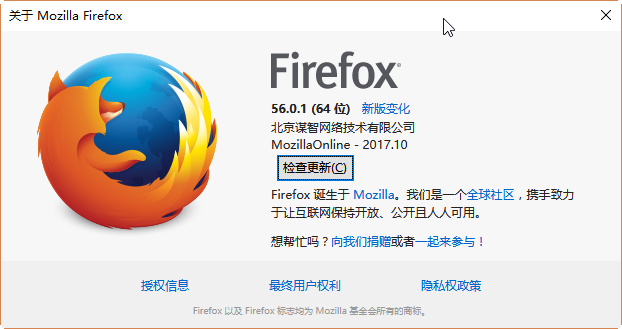 关于 Mozilla Firefox
Firefox
56.0.1 (64 位) 新版变化
北京谋智网络技术有限公司
MozillaOnline - 2017.10
检查更新(C)
Firefox 诞生于 Mozilla。我们是一个全球社区，携手致力
于让互联网保持开放、公开且人人可用。
想帮忙吗？向我们捐赠或者一起来参与！
授权信息 最终用户权利 隐私权政策
Firefox 以及 Firefox 标志均为 Mozilla 基金会所有的商标。